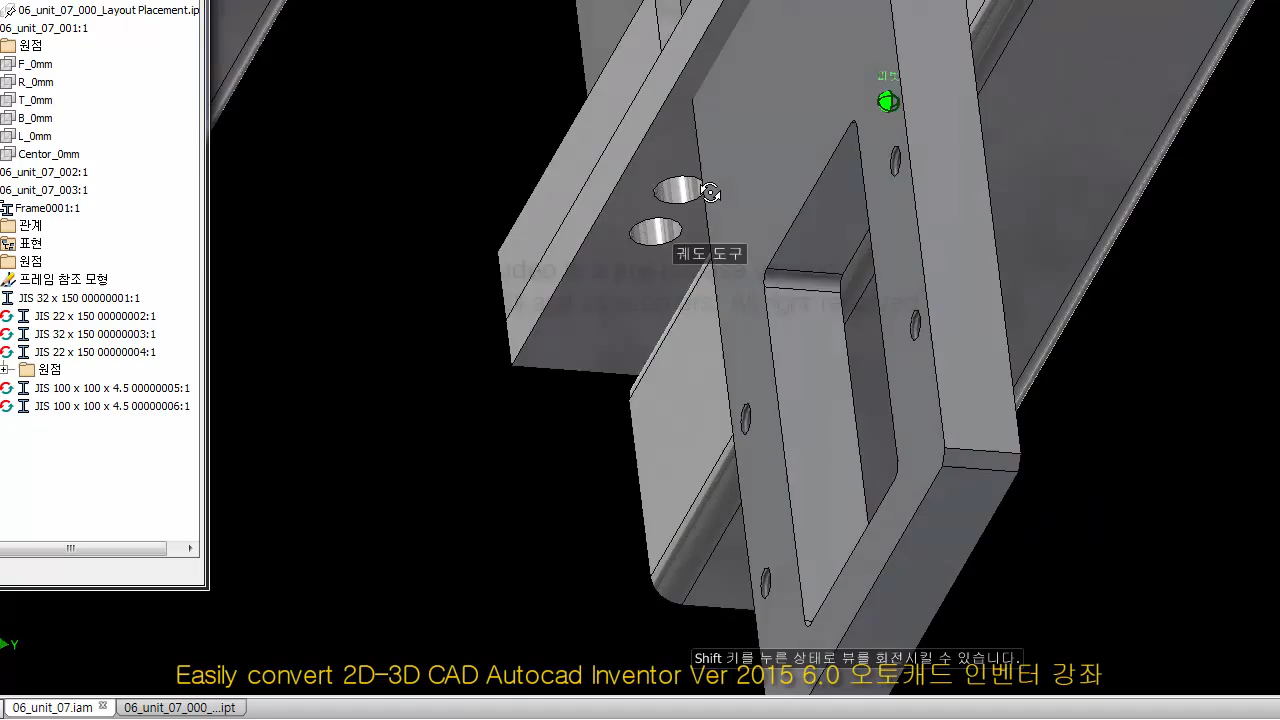 06_unit_07_000_Layout Placement.ip
06_unit_07_001:1
원점
F_0mm
R_0mm
T_0mm
B_0mm
L_0mm
Centor_0mm
06_unit_07_002:1
06_unit_07_003:1
Frame0001:1
관계
표현
원점
프레임 참조 모형
JIS 32 x 150 00000001:1
JIS 22 x 150 00000002:1
JIS 32 x 150 00000003:1
JIS 22 x 150 00000004:1
원점
JIS 100 x 100 x 4.5 00000005:1
JIS 100 x 100 x 4.5 00000006:1
피벗
궤도 도구
Y
Shift 키를 누른 상태로 뷰를 회전시킬 수 있습니다.
Easily convert 2D-3D CAD Autocad Inventor Ver 2015 6.0 오토캐드 인벤터 강좌
06_unit_07.iam
06_unit_07_000_...ipt